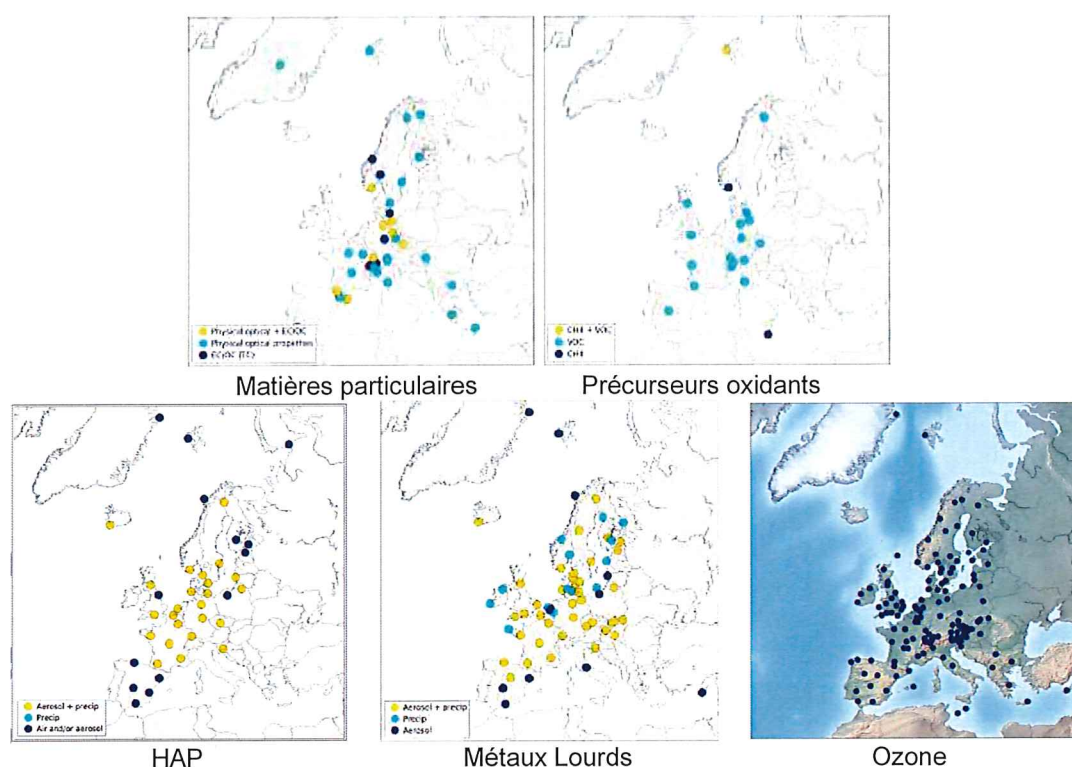 Physical optical + EC/OC
Physical optical properties
EC/OC (TC)
CH4 + VOC
VOC
CH4
Matières particulaires
Précurseurs oxidants
Aerosol + precip
Precip
Air and/or aerosol
Aerosol + precip
Precip
Aerosol
HAP
Métaux Lourds
Ozone